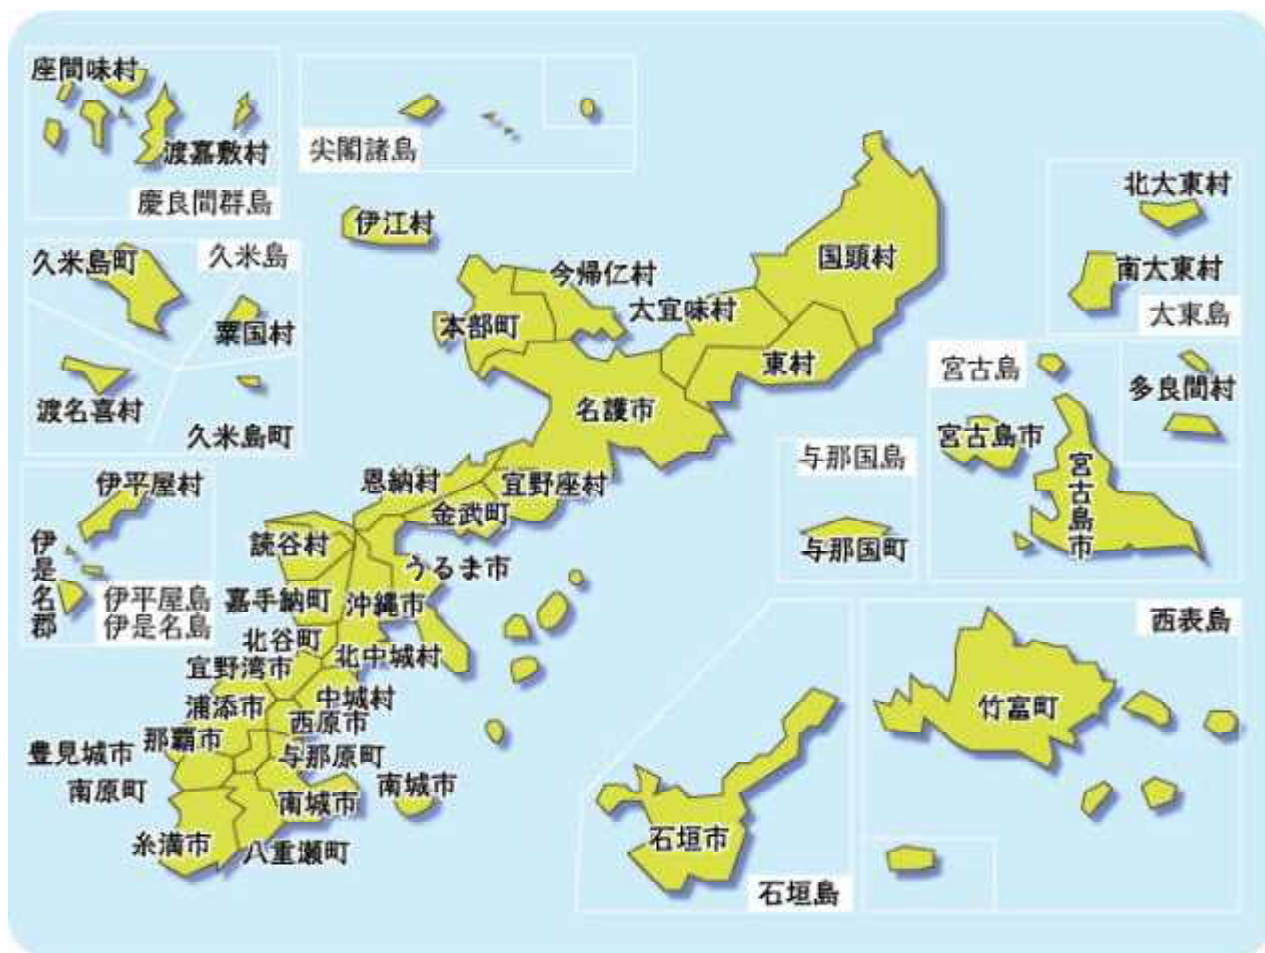 座間味村
渡嘉敷村
慶良間群島
尖閣諸島
伊江村
北大東村
南大東村
大東島
久米島町
久米島
粟国村
渡名喜村
久米島町
今帰仁村
国頭村
大宜味村
本部町
東村
名護市
宮古島
多良間村
宮古島市
宮古島市
与那国島
与那国町
伊平屋村
伊是名郡
伊平屋島
伊是名島
恩納村
宜野座村
金武町
読谷村
うるま市
嘉手納町
沖縄市
北谷町
北中城村
宜野湾市
中城村
浦添市
西原市
那覇市
与那原町
豊見城市
南原町
南城市
南城市
糸満市
八重瀬町
西表島
竹富町
石垣市
石垣島